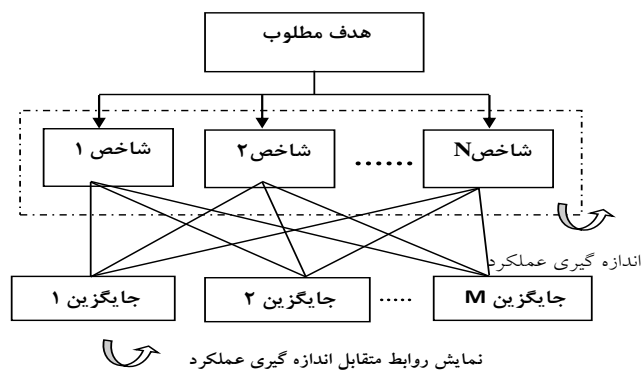 هدف مطلوب
شاخص ۱
شاخص۲
......
شاخصN
اندازه گیری عملکرد
جایگزین ۱
جایگزین ۲
.....
جایگزین M
نمایش روابط متقابل اندازه گیری عملکرد